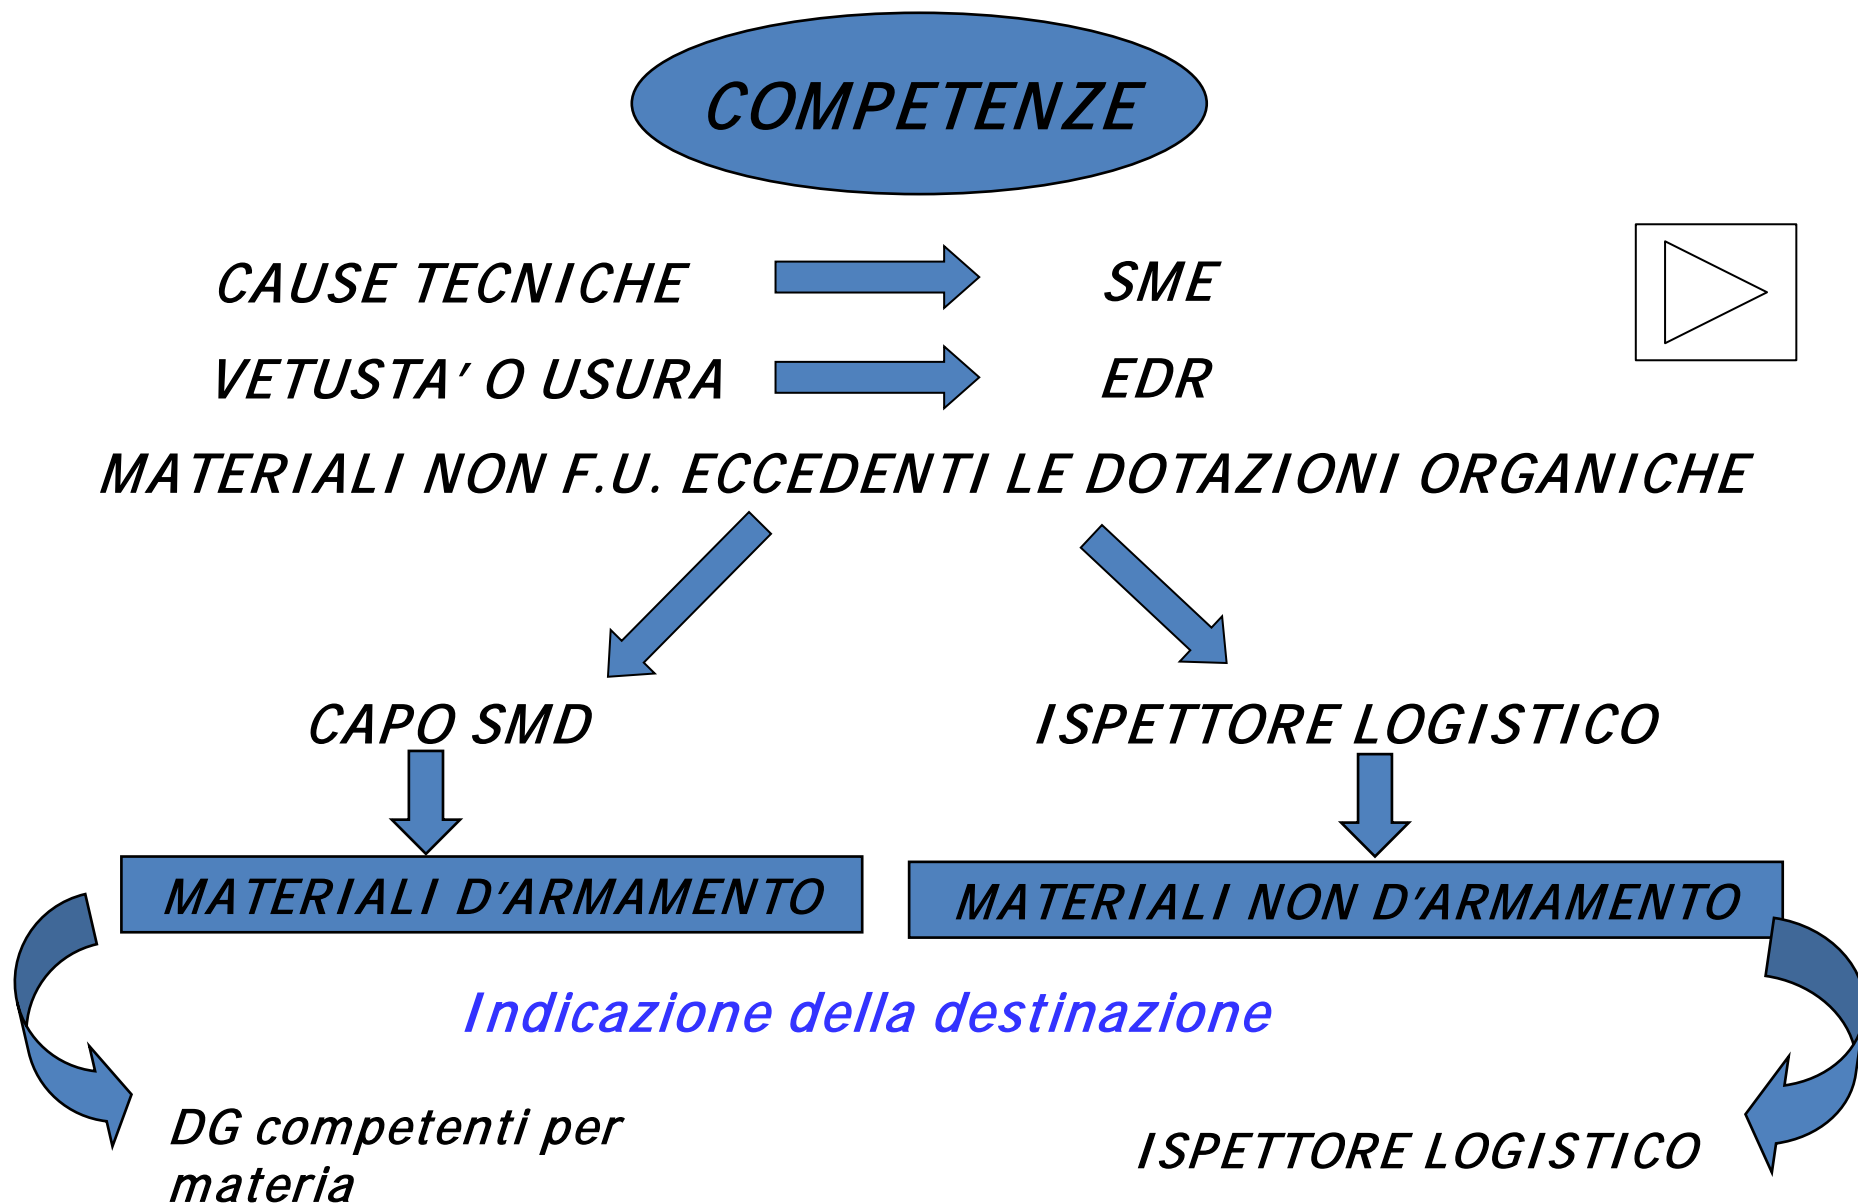 COMPETENZE
CAUSE TECNICHE SME
VETUSTA’ O USURA EDR
MATERIALI NON F.U. ECCEDENTI LE DOTAZIONI ORGANICHE
CAPO SMD ISPETTORE LOGISTICO
MATERIALI D’ARMAMENTO MATERIALI NON D’ARMAMENTO
Indicazione della destinazione
DG competenti per
materia
ISPETTORE LOGISTICO